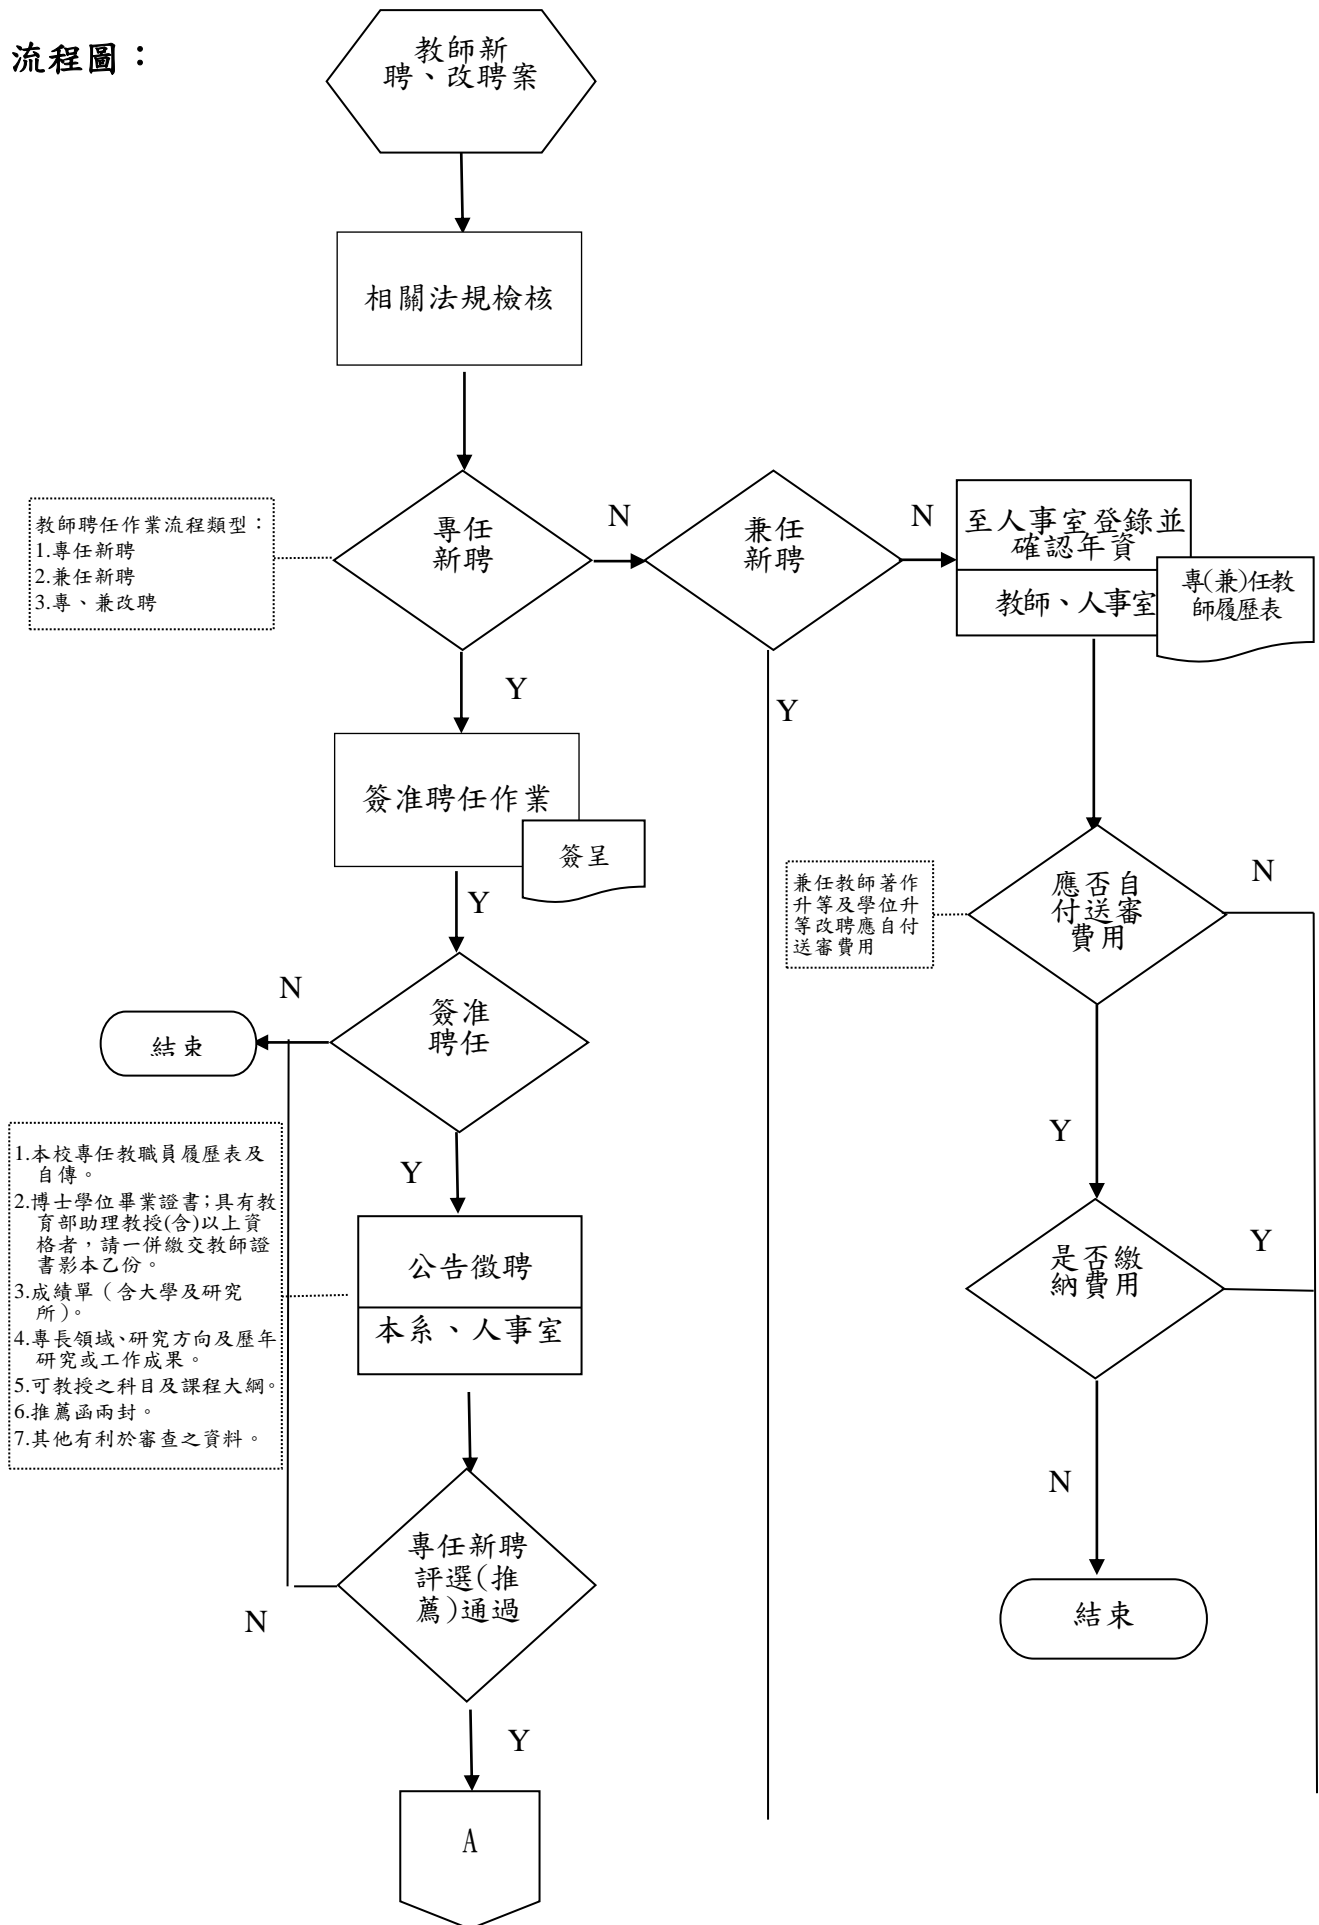 流程圖：
教師新
聘、改聘案
相關法規檢核
教師聘任作業流程類型：
1.專任新聘
2.兼任新聘
3.專、兼改聘
專任
新聘
N
兼任
新聘
N
至人事室登錄並
確認年資
教師、人事室
專(兼)任教
師履歷表
Y
Y
簽准聘任作業
簽呈
Y
兼任教師著作
升等及學位升
等改聘應自付
送審費用
應否自
付送審
費用
N
簽准
聘任
N
結束
Y
Y
1.本校專任教職員履歷表及
自傳。
2.博士學位畢業證書;具有教
育部助理教授(含)以上資
格者，請一併繳交教師證
書影本乙份。
3.成績單（含大學及研究
所）。
4.專長領域、研究方向及歷年
研究或工作成果。
5.可教授之科目及課程大綱。
6.推薦函兩封。
7.其他有利於審查之資料。
公告徵聘
本系、人事室
是否繳
納費用
Y
N
專任新聘
評選(推
薦)通過
N
結束
Y
A